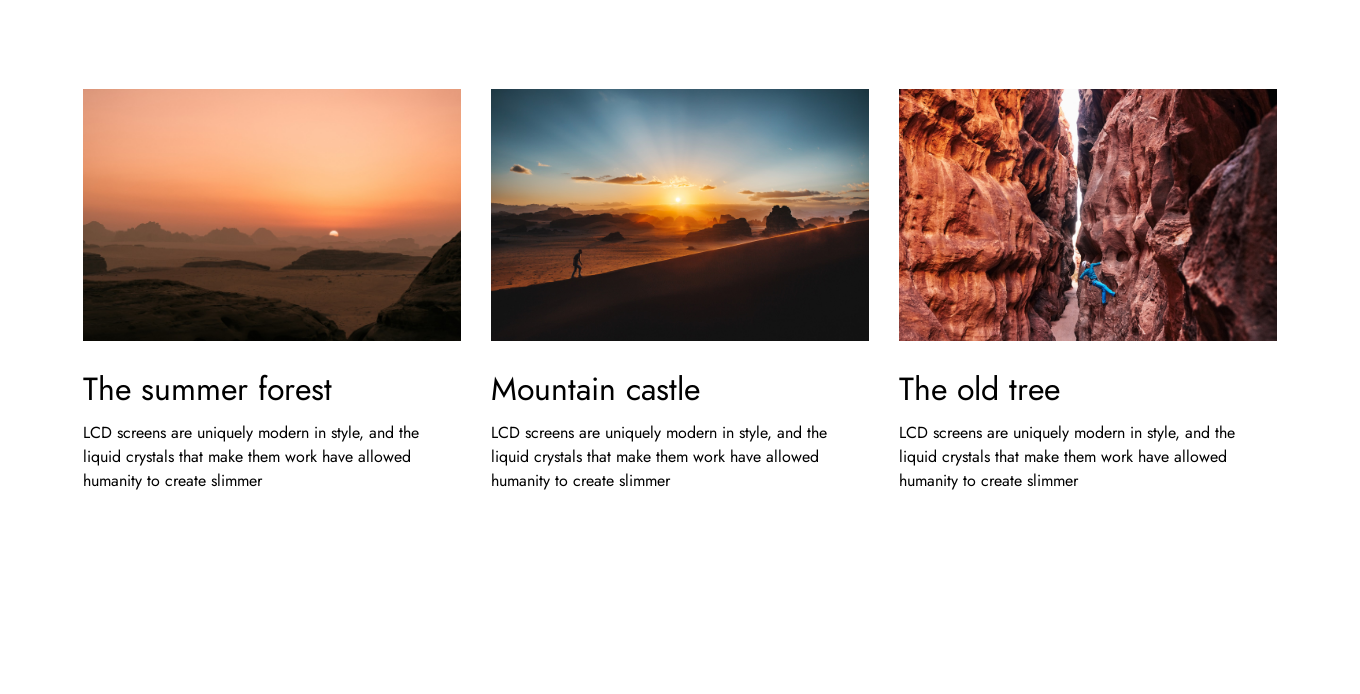 The summer forest
LCD screens are uniquely modern in style, and the
liquid crystals that make them work have allowed
humanity to create slimmer
Mountain castle
LCD screens are uniquely modern in style, and the
liquid crystals that make them work have allowed
humanity to create slimmer
The old tree
LCD screens are uniquely modern in style, and the
liquid crystals that make them work have allowed
humanity to create slimmer